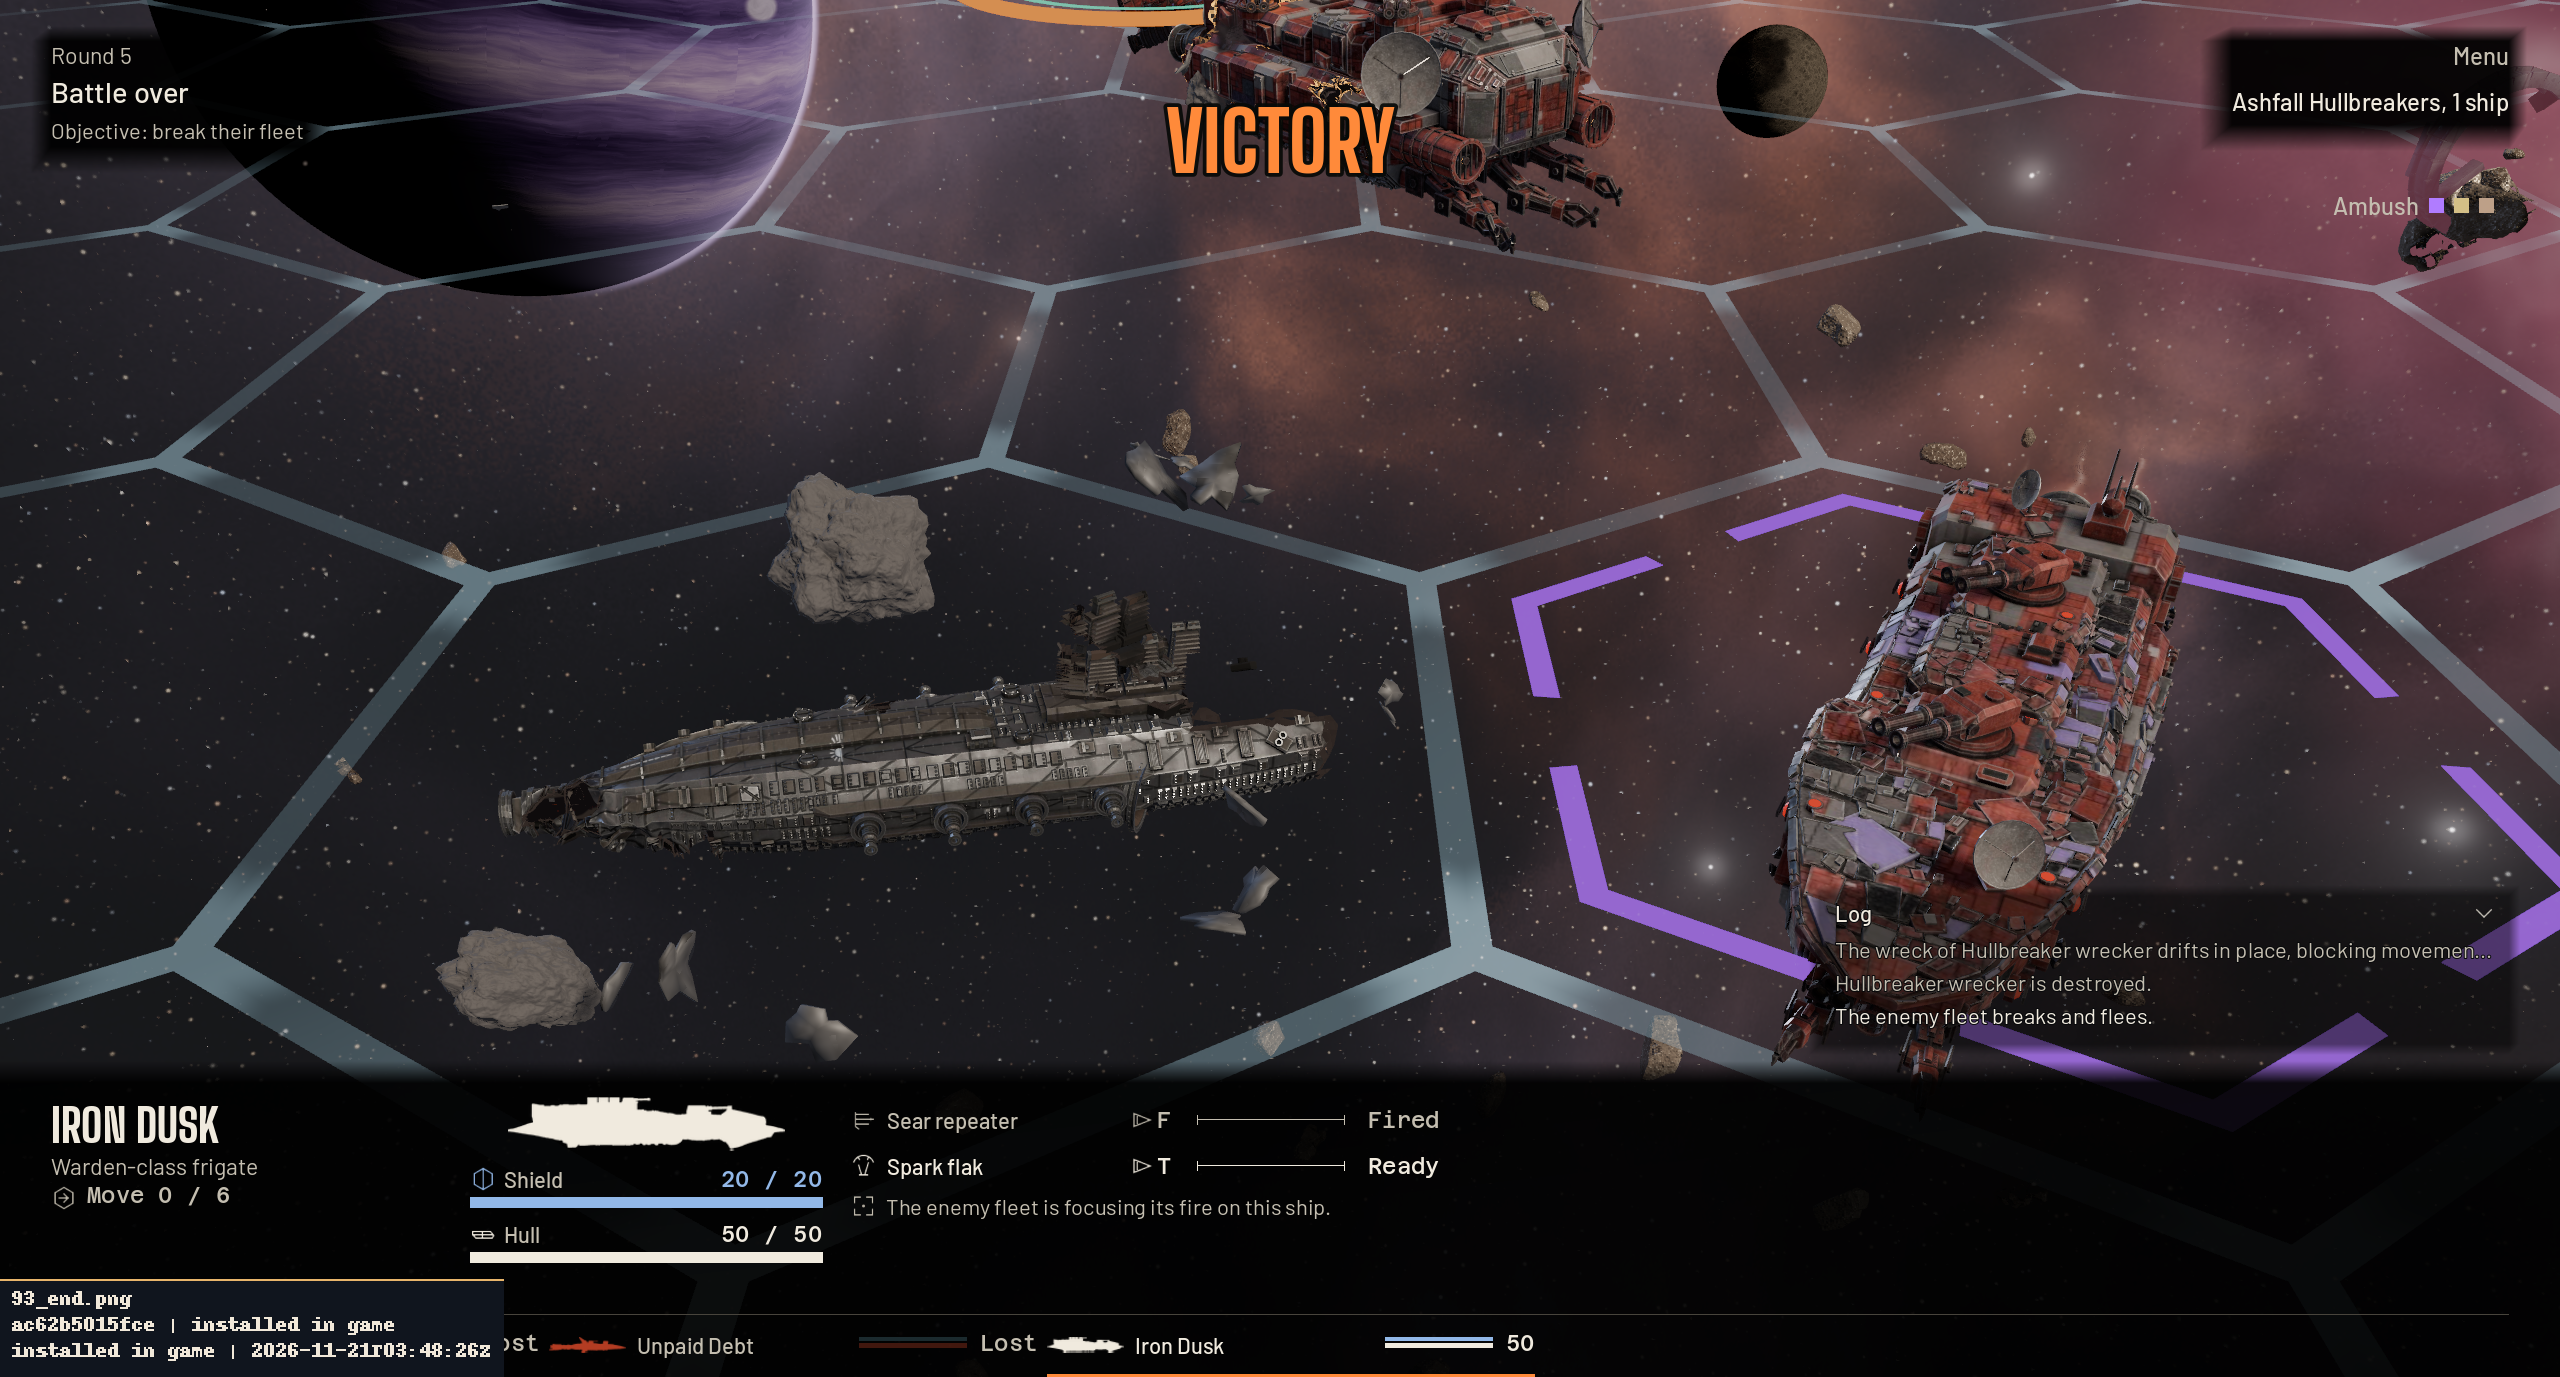 Round 5
Battle over
Objective: break their fleet
VICTORY
Menu
Ashfall Hullbreakers, 1 ship
Ambush
Log
The wreck of Hullbreaker wrecker drifts in place, blocking movemen...
Hullbreaker wrecker is destroyed.
The enemy fleet breaks and flees.
IRON DUSK
Warden-class frigate
Move 0 / 6
Shield 20 / 20
Hull 50 / 50
Sear repeater F Fired
Spark flak T Ready
The enemy fleet is focusing its fire on this ship.
93_end.png
ac62b5015fce | installed in game
installed in game | 2026-11-21T03:48:26Z
ost Unpaid Debt Lost Iron Dusk 50